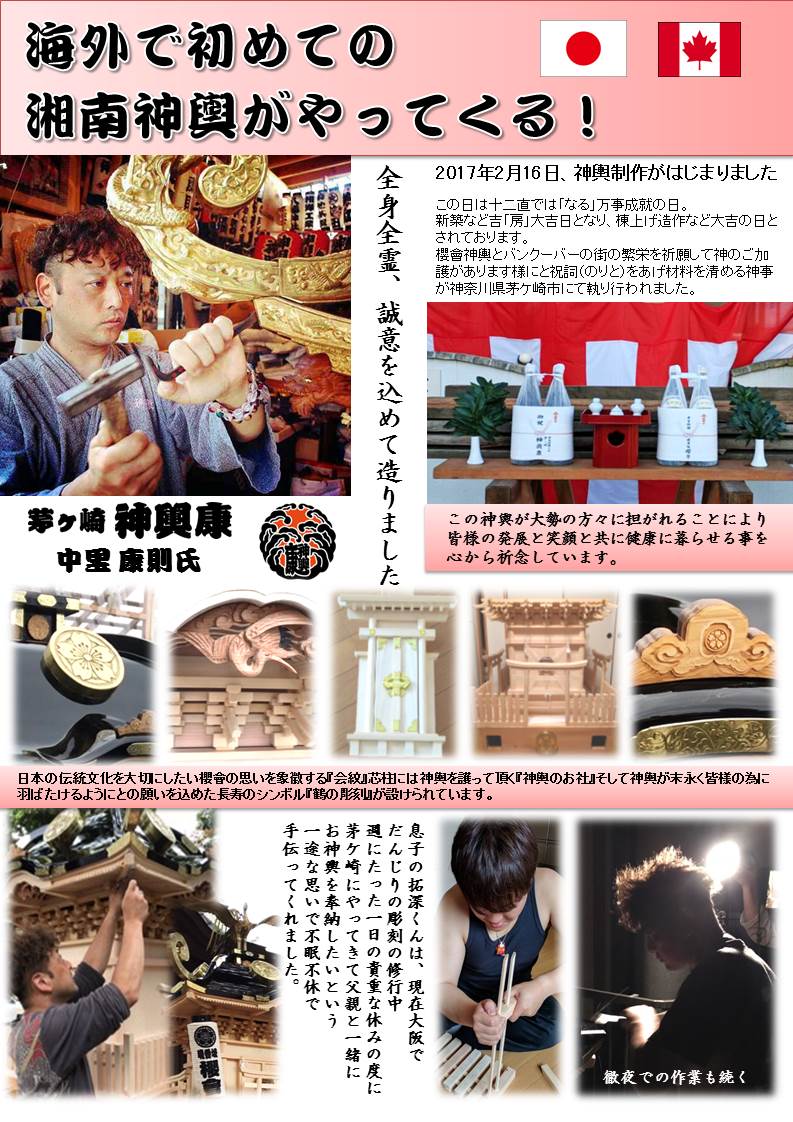 海外で初めての
湘南神輿がやってくる！
2017年2月16日、神輿制作がはじまりました
この日は十二直では「なる」万事成就の日。
新築など吉「房」大吉日となり、棟上げ造作など大吉の日と
されております。
櫻會神輿とバンクーバーの街の繁栄を祈願して神のご加
護があります様にと祝詞（のりと）をあげ材料を清める神事
が神奈川県茅ケ崎市にて執り行われました。
全身全霊、誠意を込めて造りました
茅ヶ崎 神輿康
中里 康則氏
この神輿が大勢の方々に担がれることにより
皆様の発展と笑顔と共に健康に暮らせる事を
心から祈念しています。
日本の伝統文化を大切にしたい櫻會の思いを象徴する『会紋』芯柱には神輿を護って頂く『神輿のお社』そして神輿が末永く皆様の為に
羽ばたけるようにとの願いを込めた長寿のシンボル『鶴の彫刻』が設けられています。
息子の拓深くんは、現在大阪で
だんじりの彫刻の修行中
週にたった一日の貴重な休みの度に
茅ケ崎にやってきて父親と一緒に
お神輿を奉納したいという
一途な思いで不眠不休で
手伝ってくれました。
櫻會
徹夜での作業も続く